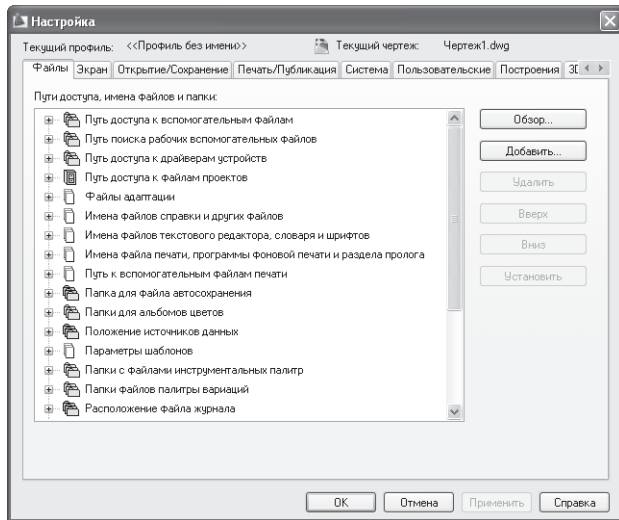 Настройка
Текущий профиль: <<Профиль без имени>> Текущий чертеж: Чертеж1.dwg
Файлы Экран Открытие/Сохранение Печать/Публикация Система Пользовательские Построения
Пути доступа, имена файлов и папки:
Путь доступа к вспомогательным файлам
Обзор...
Путь поиска рабочих вспомогательных файлов
Путь доступа к драйверам устройств
Добавить...
Путь доступа к файлам проектов
Удалить
Файлы адаптации
Имена файлов справки и других файлов
Вверх
Имена файлов текстового редактора, словаря и шрифтов
Имена файла печати, программы фоновой печати и раздела пролога
Вниз
Путь к вспомогательным файлам печати
Установить
Папка для файла автосохранения
Папки для альбомов цветов
Положение источников данных
Параметры шаблонов
Папки с файлами инструментальных палитр
Папки файлов палитры вариаций
Расположение файла журнала
OK Отмена Применить Справка